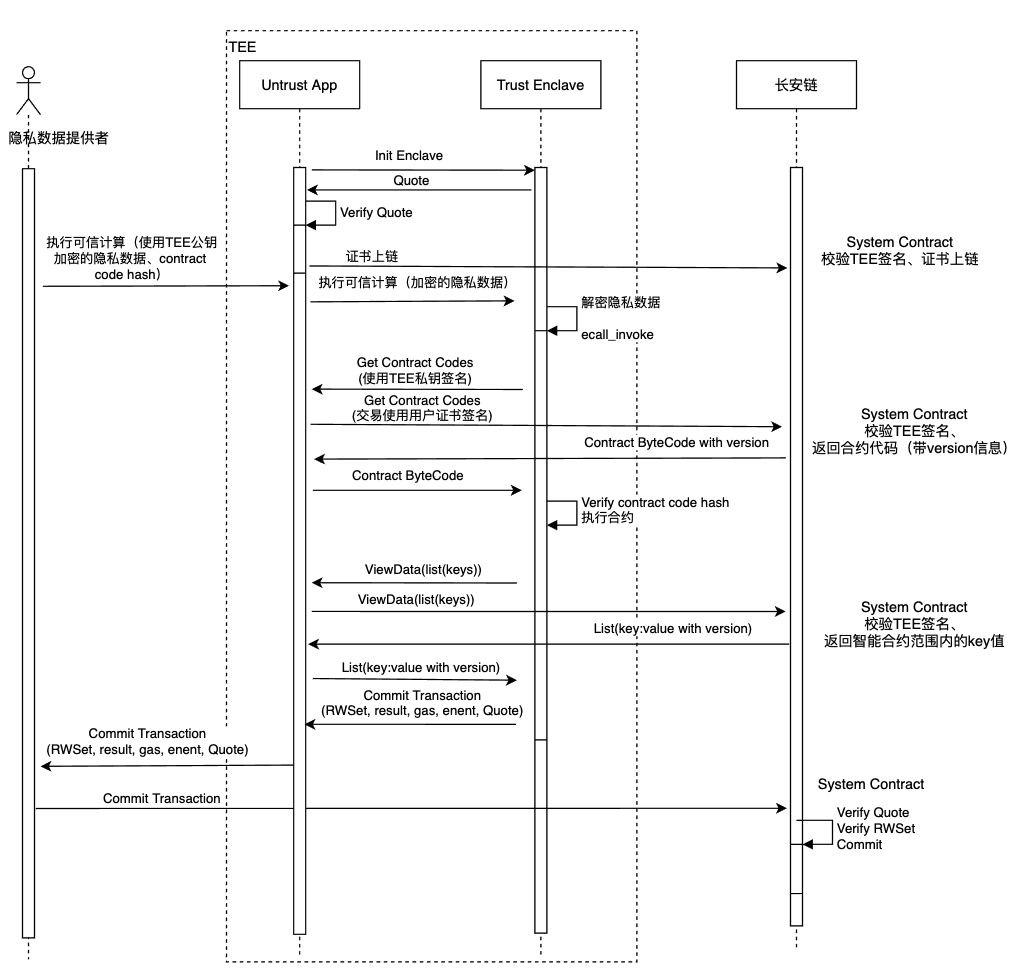 TEE
Untrust App
Trust Enclave
长安链
隐私数据提供者
Init Enclave
Quote
Verify Quote
执行可信计算（使用TEE公钥
加密的隐私数据、contract
code hash）
证书上链
System Contract
校验TEE签名、证书上链
执行可信计算（加密的隐私数据）
解密隐私数据
ecall_invoke
Get Contract Codes
(使用TEE私钥签名)
Get Contract Codes
(交易使用用户证书签名)
System Contract
校验TEE签名、
返回合约代码（带version信息）
Contract ByteCode with version
Contract ByteCode
Verify contract code hash
执行合约
ViewData(list(keys))
ViewData(list(keys))
System Contract
校验TEE签名、
返回智能合约范围内的key值
List(key:value with version)
List(key:value with version)
Commit Transaction
(RWSet, result, gas, enent, Quote)
Commit Transaction
(RWSet, result, gas, enent, Quote)
Commit Transaction
System Contract
Verify Quote
Verify RWSet
Commit